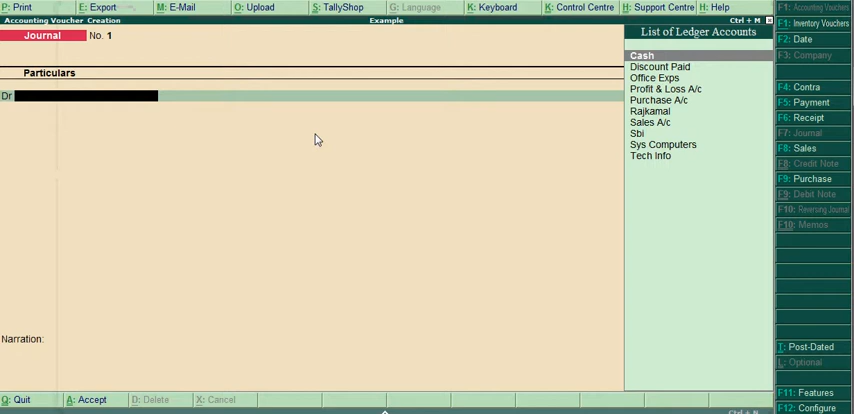 P: Print E: Export M: E-Mail O: Upload S: TallyShop G: Language K: Keyboard K: Control Centre H: Support Centre H: Help
Accounting Voucher Creation Example Ctrl + M
Journal No. 1
Particulars
Dr
Narration:
List of Ledger Accounts
Cash
Discount Paid
Office Exps
Profit & Loss A/c
Purchase A/c
Rajkamal
Sales A/c
Sbi
Sys Computers
Tech Info
F1: Accounting Vouchers
F1: Inventory Vouchers
F2: Date
F3: Company
F4: Contra
F5: Payment
F6: Receipt
F7: Journal
F8: Sales
F8: Credit Note
F9: Purchase
F9: Debit Note
F10: Reversing Journal
F10: Memos
T: Post-Dated
L: Optional
F11: Features
F12: Configure
Q: Quit A: Accept D: Delete X: Cancel
Ctrl + N